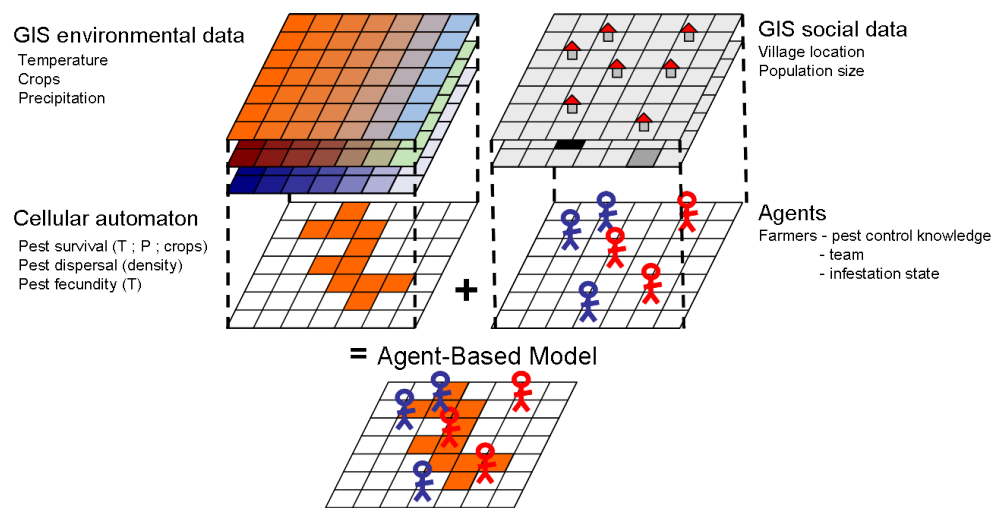 GIS environmental data
Temperature
Crops
Precipitation
GIS social data
Village location
Population size
Cellular automaton
Pest survival (T ; P ; crops)
Pest dispersal (density)
Pest fecundity (T)
+
Agents
Farmers - pest control knowledge
- team
- infestation state
= Agent-Based Model